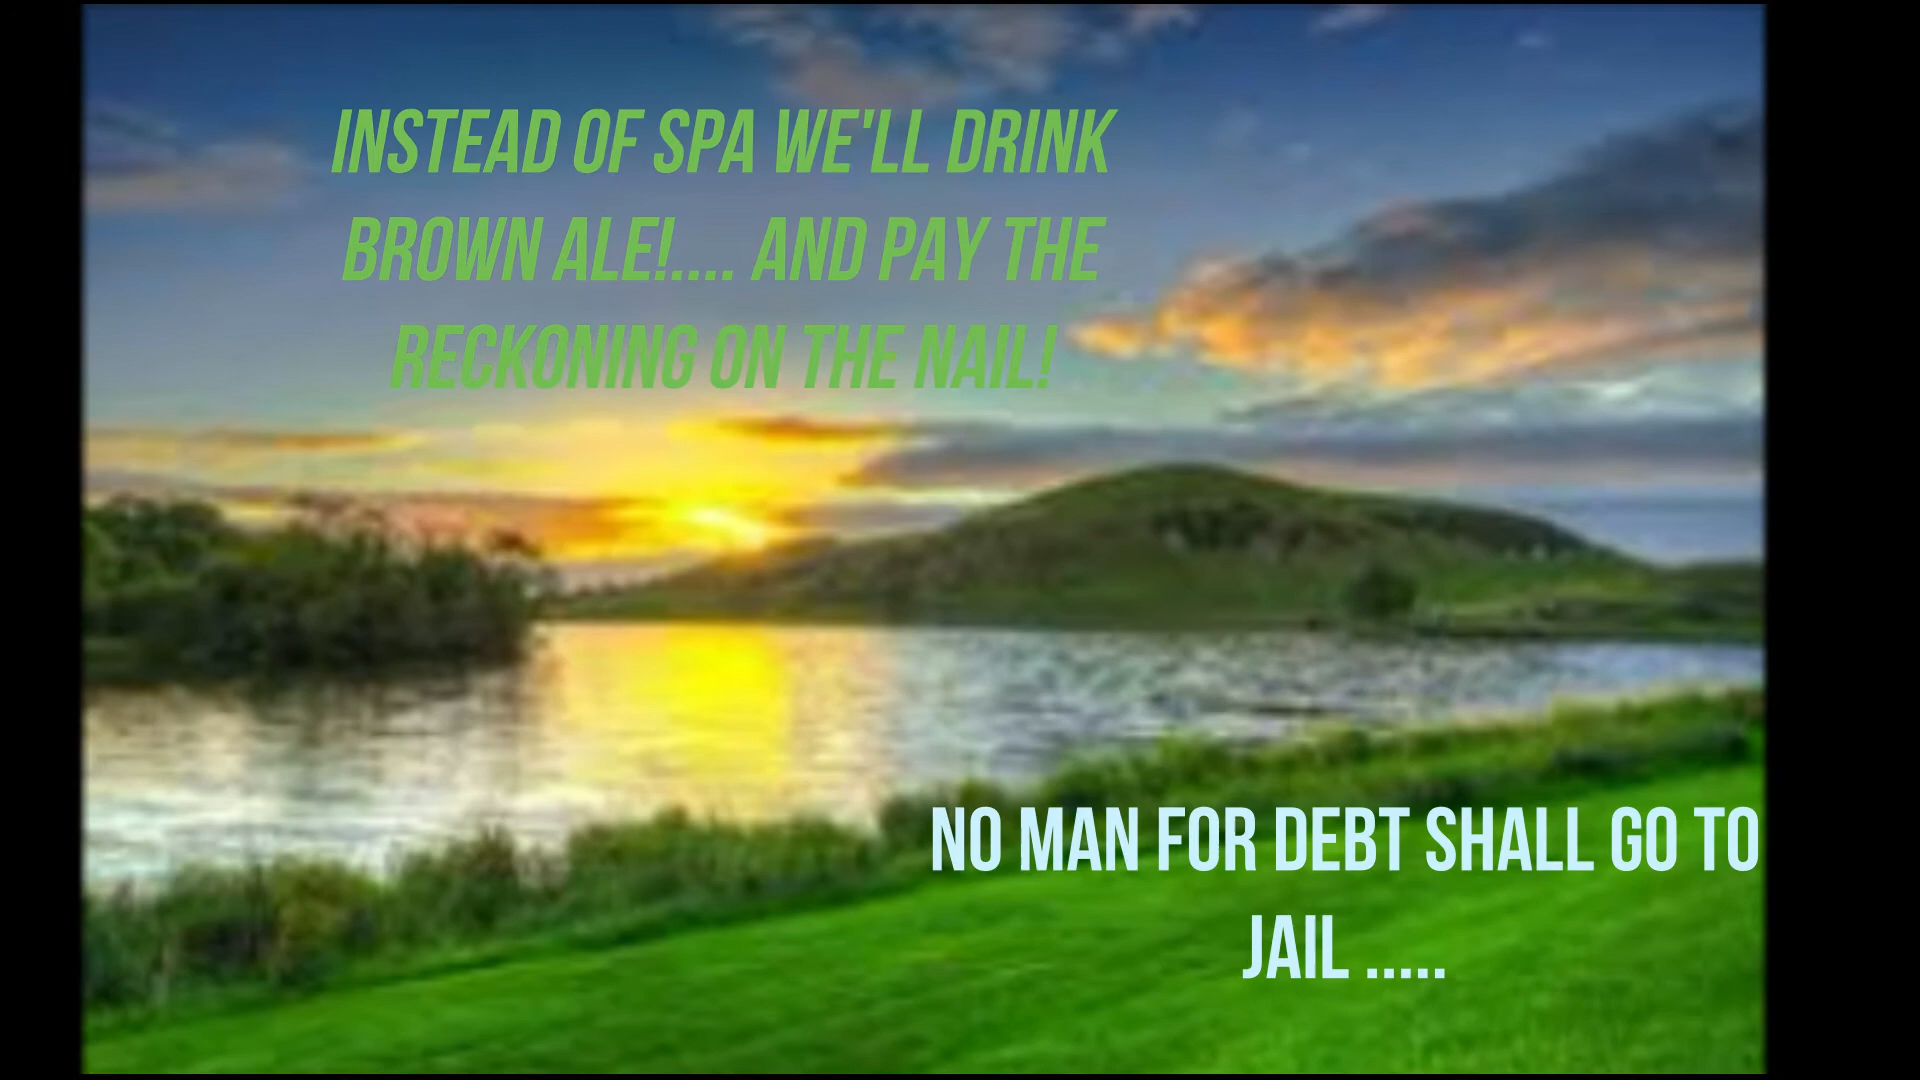 INSTEAD OF SPA WE'LL DRINK
BROWN ALE!.... AND PAY THE
RECKONING ON THE NAIL!
NO MAN FOR DEBT SHALL GO TO
JAIL .....